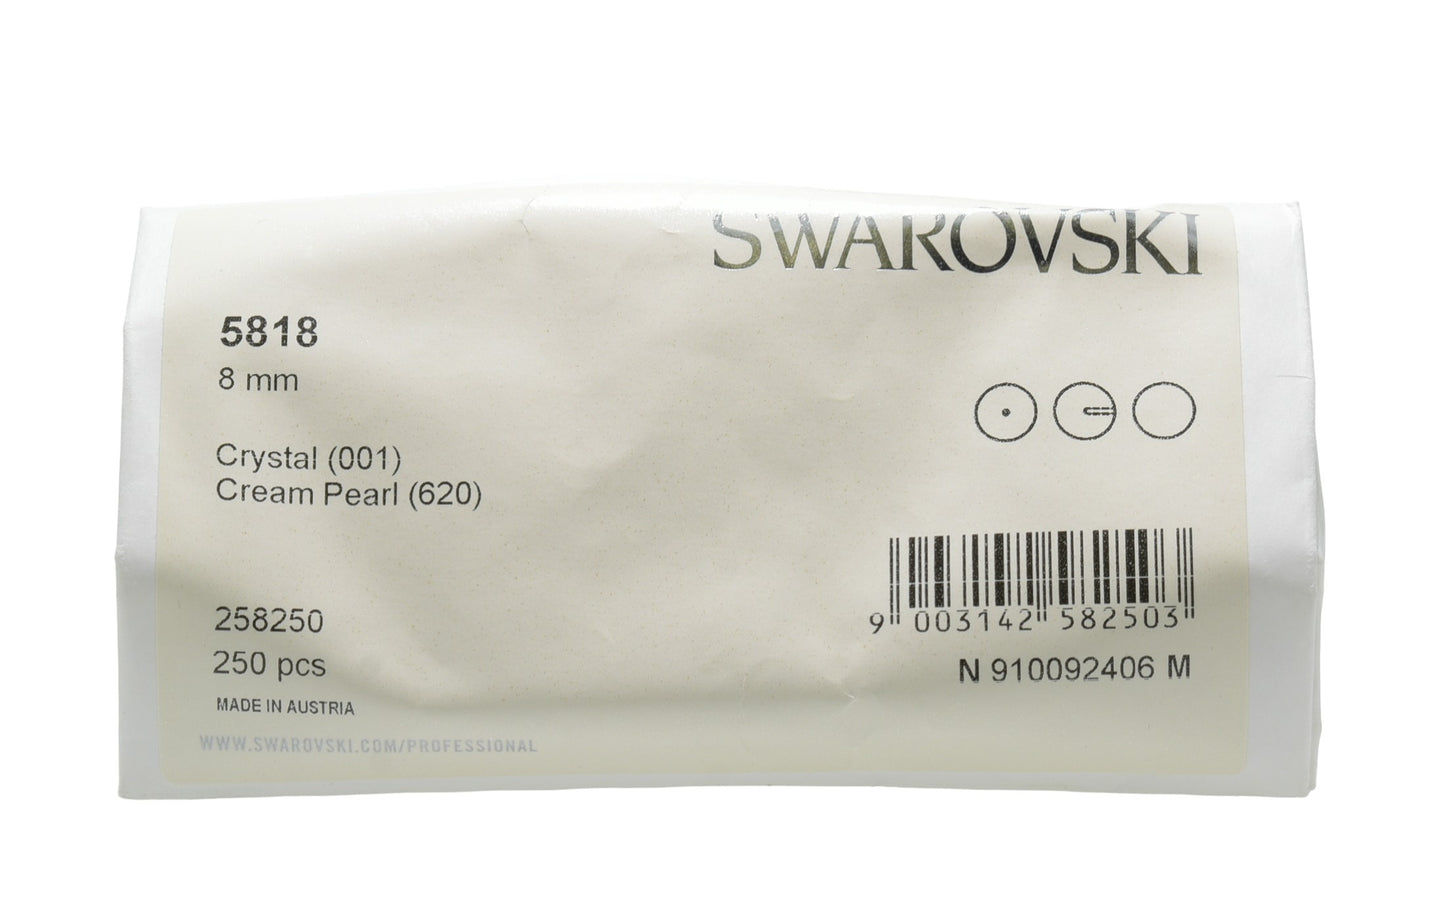 SWAROVSKI
5818
8 mm
Crystal (001)
Cream Pearl (620)
258250
250 pcs
MADE IN AUSTRIA
WWW.SWAROVSKI.COM/PROFESSIONAL
9 003142 582503
N 910092406 M